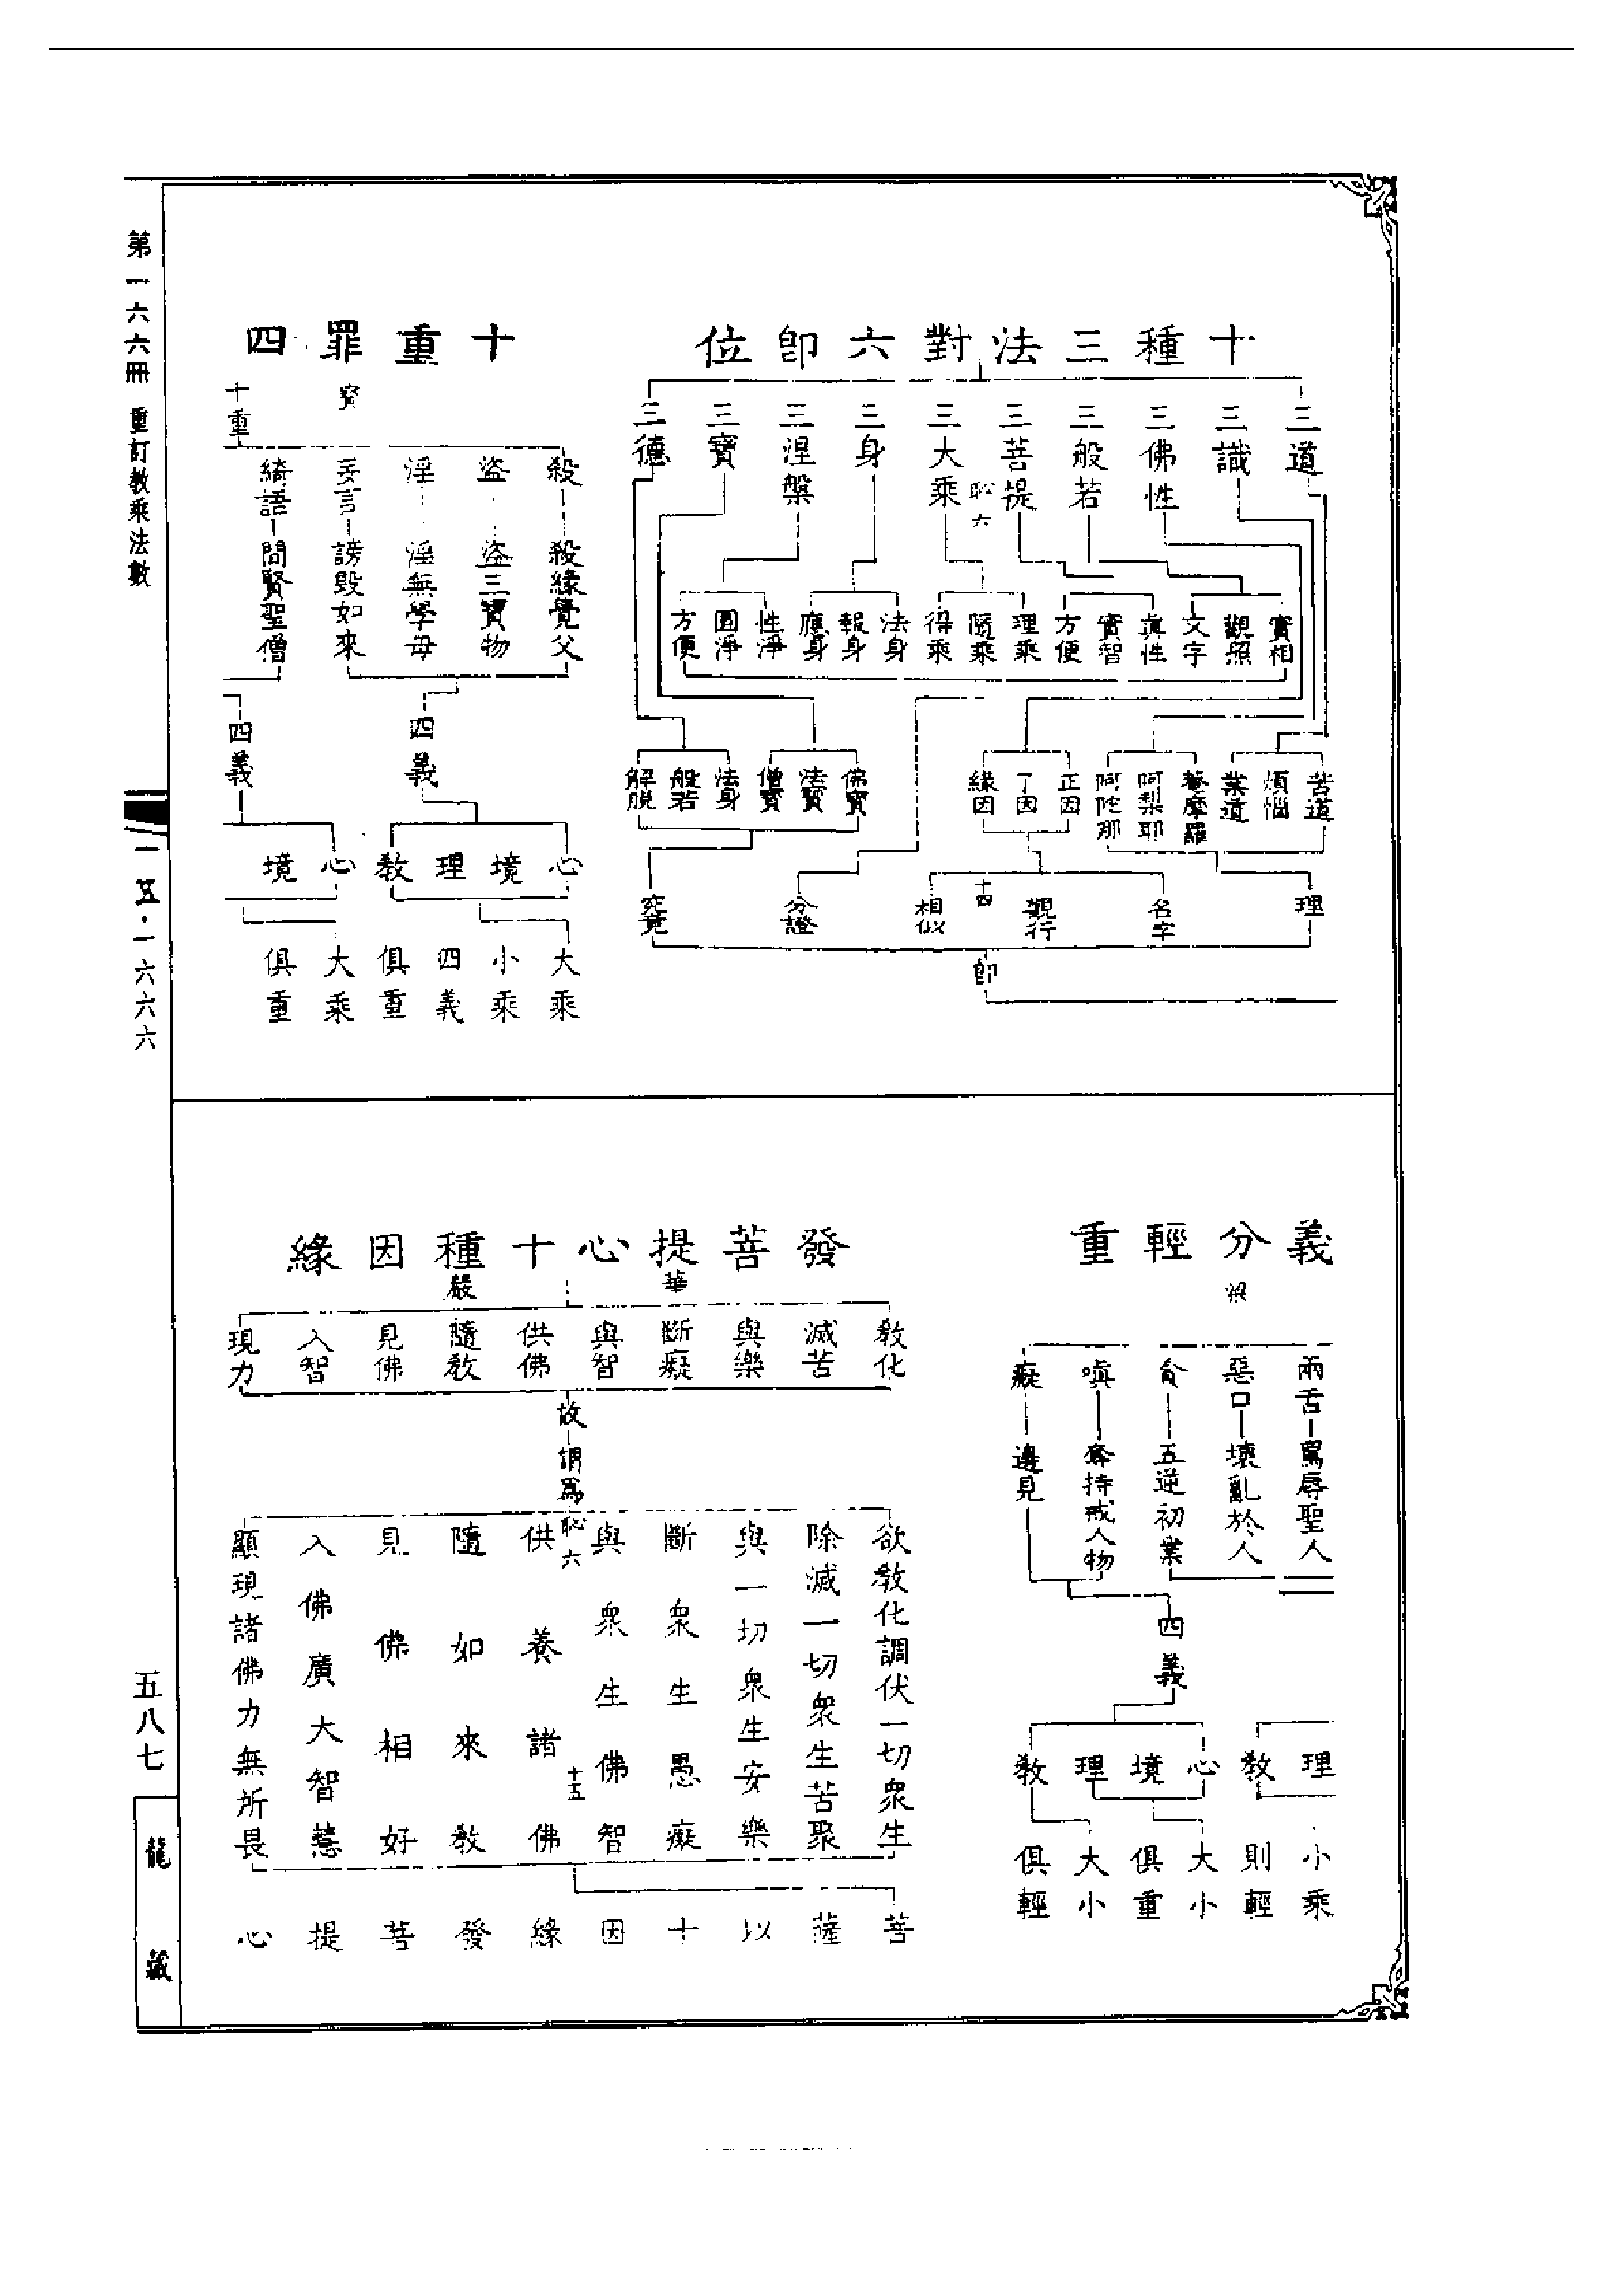 第一六六冊 重訂教乘法數
一一五·一六六六
五八七
龍藏
十種三法對六即位
三道
三識
三佛性
三般若
三菩提
三大乘
三身
三涅槃
三寶
三德
恥六
實相
觀照
文字
真性
實智
方便
理乘
隨乘
得乘
法身
報身
應身
性淨
圓淨
方便
苦道
煩惱
業道
菴摩羅
阿梨耶
阿陀那
正因
了因
緣因
佛寶
法寶
僧寶
法身
般若
解脫
理
名字
觀行
十四
相似
分證
究竟
即
十重罪四
寳
十重
殺 殺緣覺父
盜 盜三寶物
淫 淫無學母
妄言 謗毀如來
綺語 間賢聖僧
四義
四義
心
境
理
教
心
境
大乘
小乘
四義
俱重
大乘
俱重
義分輕重
兩舌 罵辱聖人
惡口 壞亂於人
貪 五逆初業
嗔 奪持戒人物
癡 邊見
四義
理
教
心
境
理
教
小乘
則輕
大小
俱重
大小
俱輕
發菩提心十種因緣
華
嚴
教化
滅苦
與樂
斷癡
與智
供佛
隨教
見佛
入智
現力
故謂爲
恥六
欲教化調伏一切眾生
除滅一切眾生苦聚
與一切眾生安樂
斷眾生愚癡
與眾生佛智
十五
供養諸佛
隨如來教
見佛相好
入佛廣大智慧
顯現諸佛力無所畏
菩薩以十因緣發菩提心